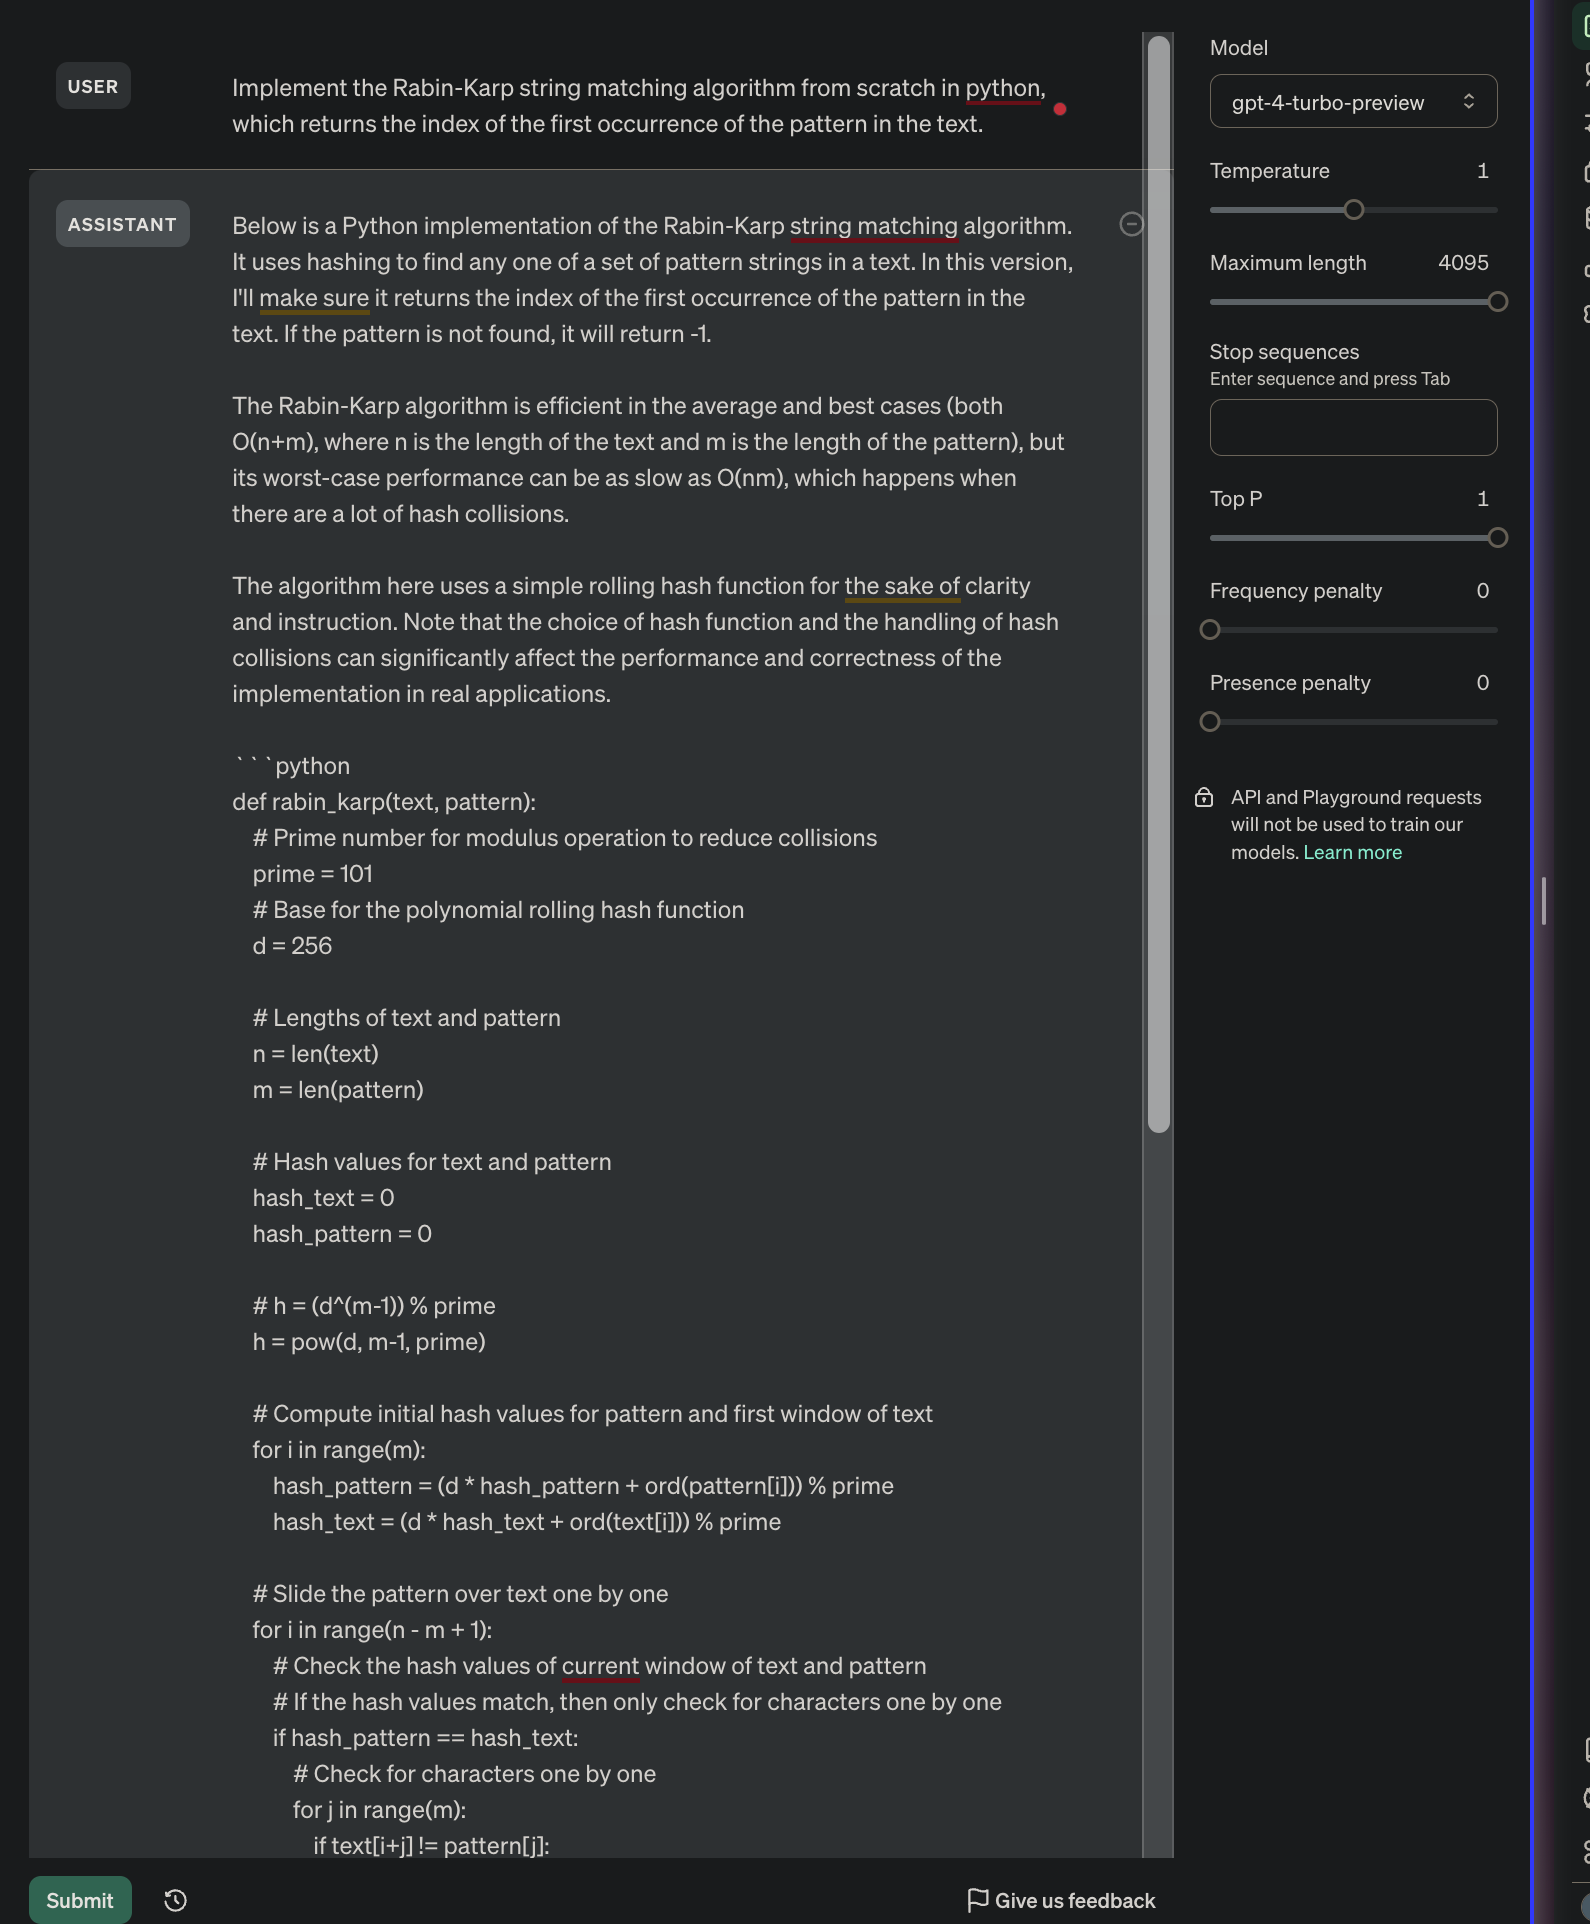 USER
Implement the Rabin-Karp string matching algorithm from scratch in python,
which returns the index of the first occurrence of the pattern in the text.
ASSISTANT
Below is a Python implementation of the Rabin-Karp string matching algorithm.
It uses hashing to find any one of a set of pattern strings in a text. In this version,
I'll make sure it returns the index of the first occurrence of the pattern in the
text. If the pattern is not found, it will return -1.
The Rabin-Karp algorithm is efficient in the average and best cases (both
O(n+m), where n is the length of the text and m is the length of the pattern), but
its worst-case performance can be as slow as O(nm), which happens when
there are a lot of hash collisions.
The algorithm here uses a simple rolling hash function for the sake of clarity
and instruction. Note that the choice of hash function and the handling of hash
collisions can significantly affect the performance and correctness of the
implementation in real applications.
```python
def rabin_karp(text, pattern):
    # Prime number for modulus operation to reduce collisions
    prime = 101
    # Base for the polynomial rolling hash function
    d = 256
    # Lengths of text and pattern
    n = len(text)
    m = len(pattern)
    # Hash values for text and pattern
    hash_text = 0
    hash_pattern = 0
    # h = (d^(m-1)) % prime
    h = pow(d, m-1, prime)
    # Compute initial hash values for pattern and first window of text
    for i in range(m):
        hash_pattern = (d * hash_pattern + ord(pattern[i])) % prime
        hash_text = (d * hash_text + ord(text[i])) % prime
    # Slide the pattern over text one by one
    for i in range(n - m + 1):
        # Check the hash values of current window of text and pattern
        # If the hash values match, then only check for characters one by one
        if hash_pattern == hash_text:
            # Check for characters one by one
            for j in range(m):
                if text[i+j] != pattern[j]:
Submit
Give us feedback
Model
gpt-4-turbo-preview
Temperature 1
Maximum length 4095
Stop sequences
Enter sequence and press Tab
Top P 1
Frequency penalty 0
Presence penalty 0
API and Playground requests
will not be used to train our
models. Learn more